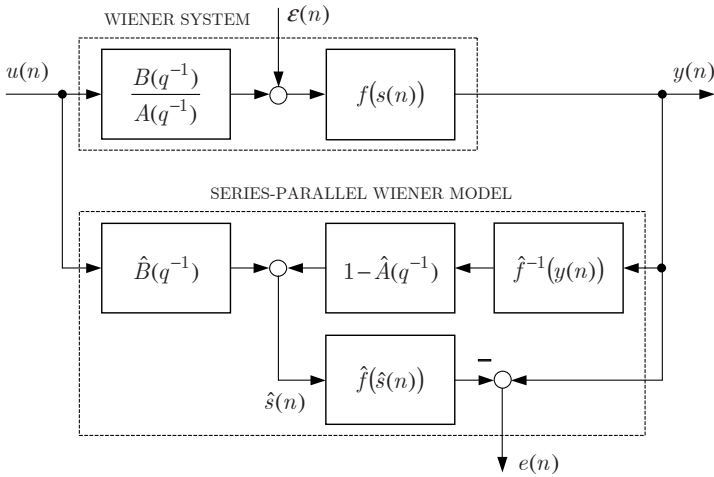 WIENER SYSTEM
ε(n)
u(n)
y(n)
B(q⁻¹)
A(q⁻¹)
f(s(n))
SERIES-PARALLEL WIENER MODEL
B̂(q⁻¹)
1−Â(q⁻¹)
f̂⁻¹(y(n))
f̂(ŝ(n))
−
ŝ(n)
e(n)